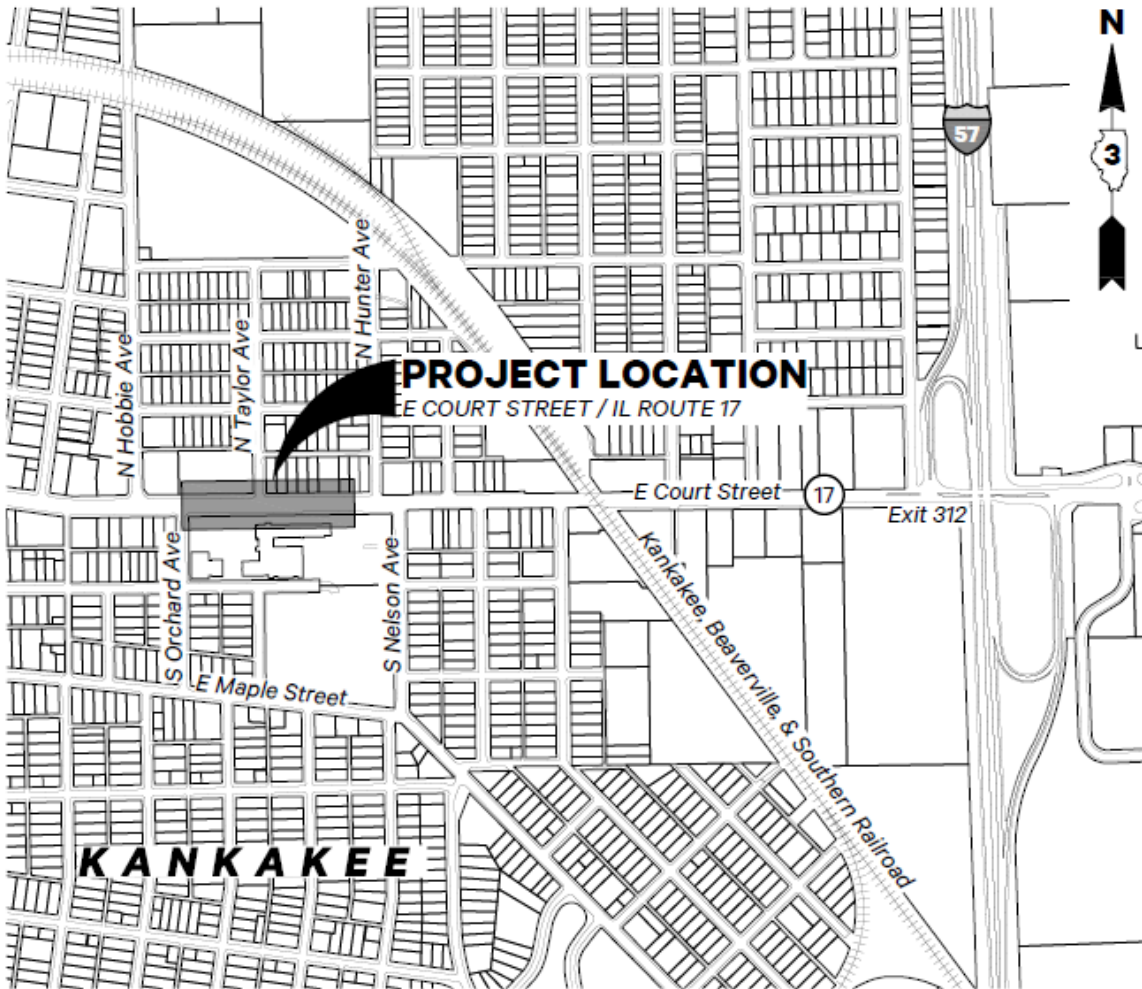 N
57
3
N Hunter Ave
N Taylor Ave
N Hobbie Ave
L
PROJECT LOCATION
E COURT STREET / IL ROUTE 17
E Court Street
17
Exit 312
S Orchard Ave
S Nelson Ave
Kankakee, Beaverville, & Southern Railroad
E Maple Street
KANKAKEE